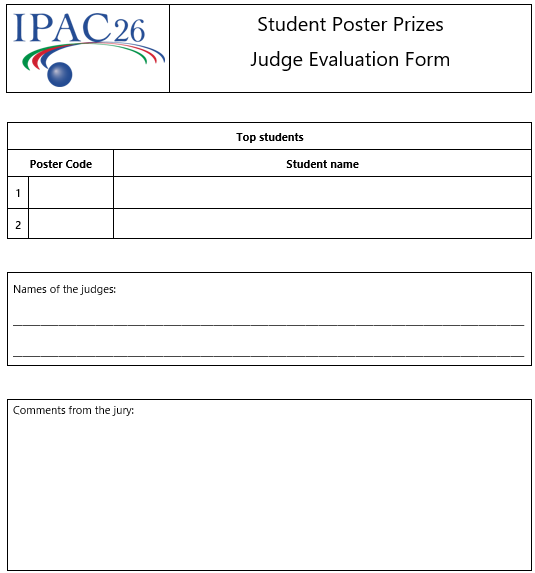 IPAC26
Student Poster Prizes
Judge Evaluation Form
Top students
Poster Code Student name
1
2
Names of the judges:
Comments from the jury: